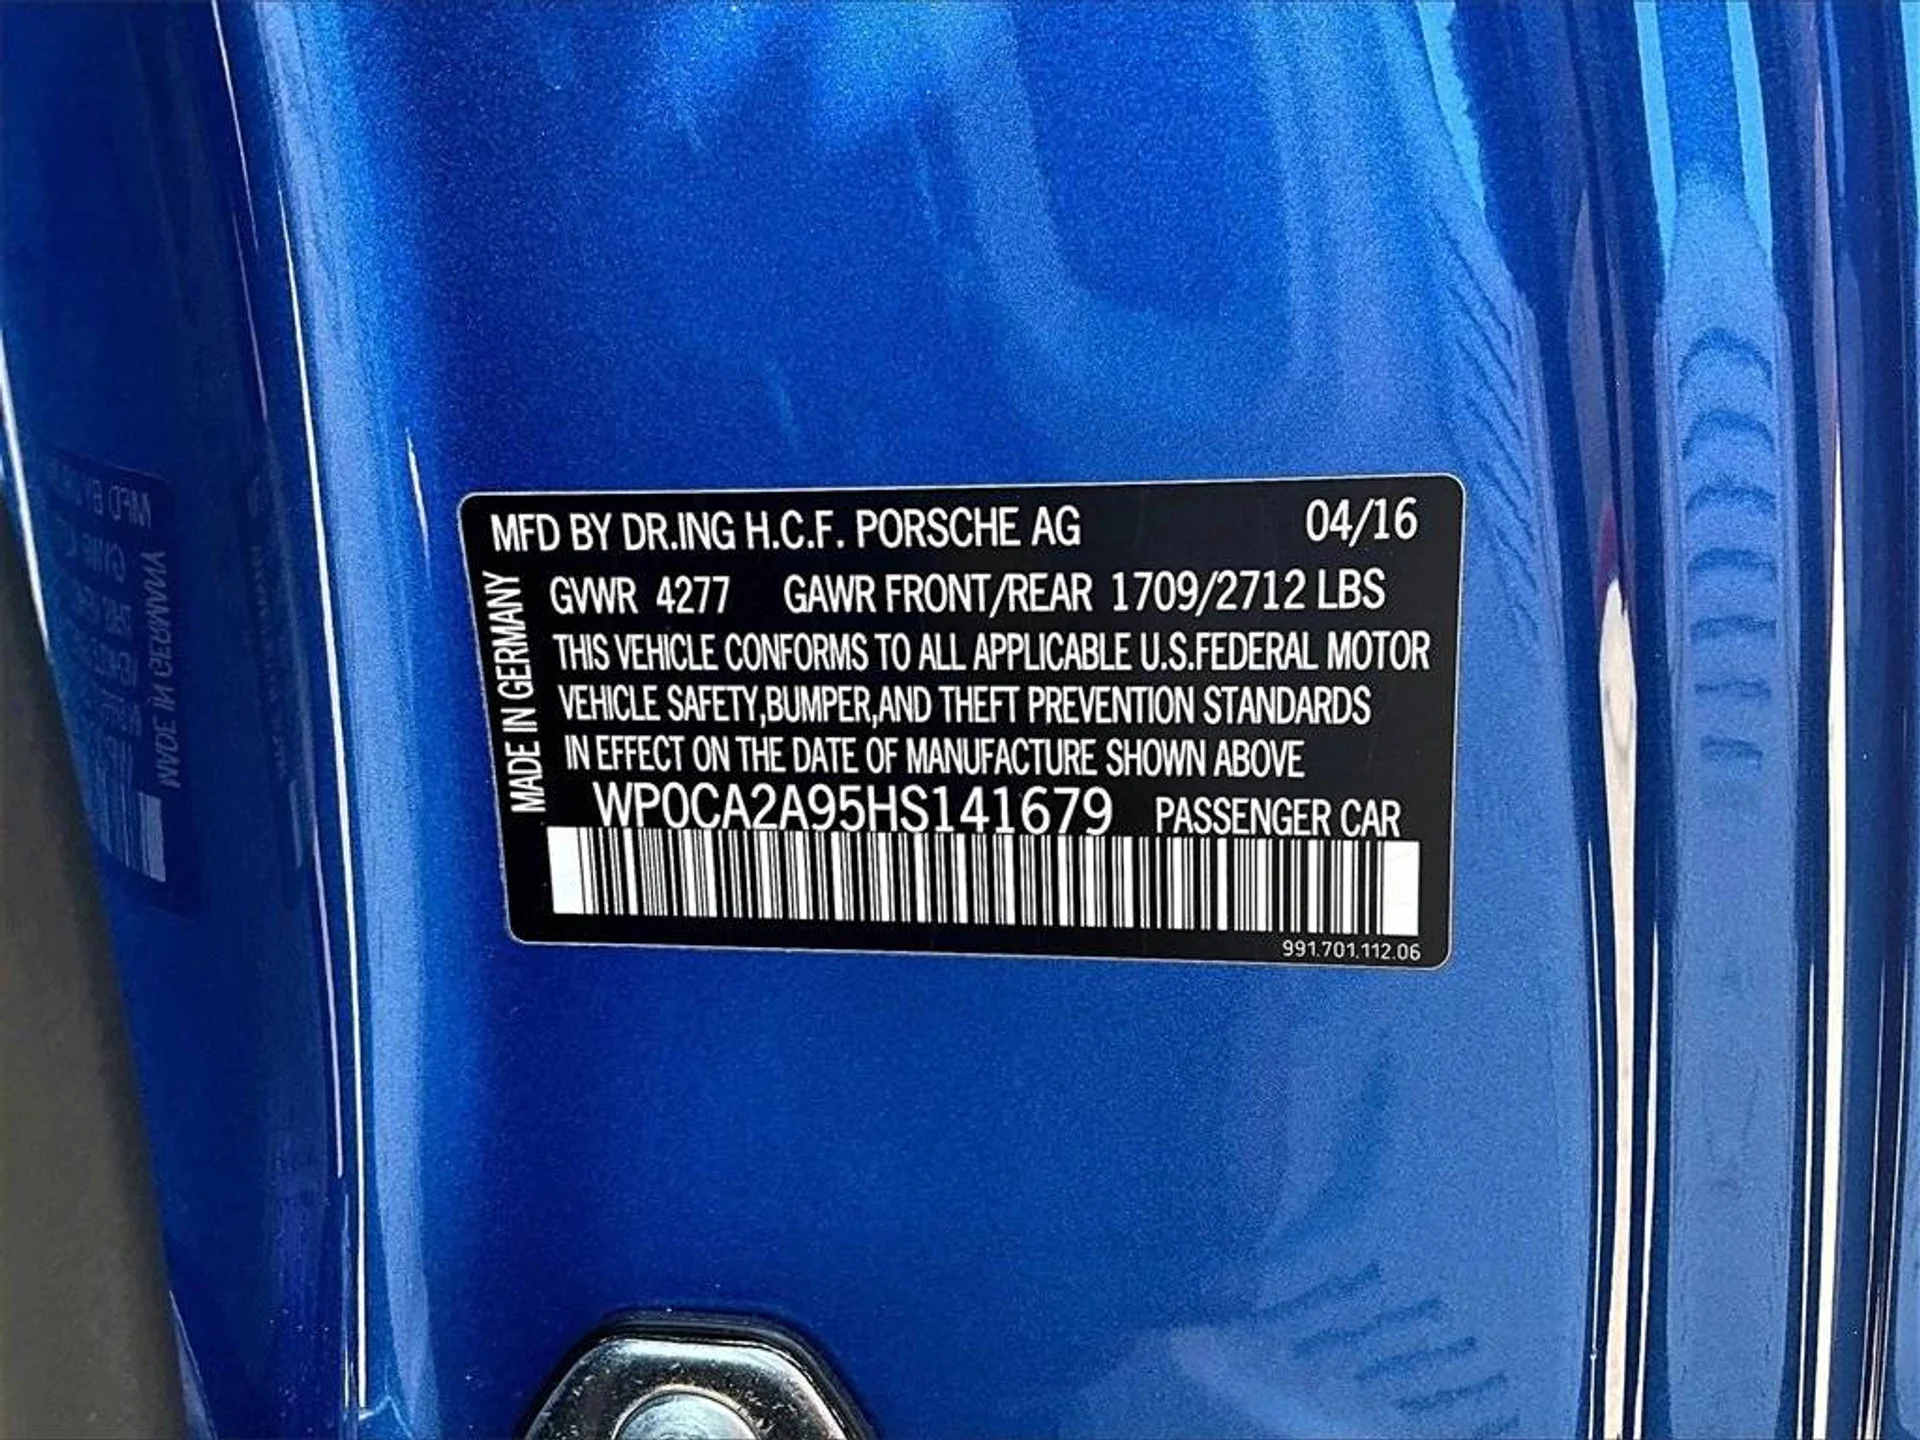 MFD BY DR.ING H.C.F. PORSCHE AG 04/16
GVWR 4277 GAWR FRONT/REAR 1709/2712 LBS
THIS VEHICLE CONFORMS TO ALL APPLICABLE U.S.FEDERAL MOTOR
VEHICLE SAFETY,BUMPER,AND THEFT PREVENTION STANDARDS
IN EFFECT ON THE DATE OF MANUFACTURE SHOWN ABOVE
MADE IN GERMANY
WP0CA2A95HS141679 PASSENGER CAR
991.701.112.06